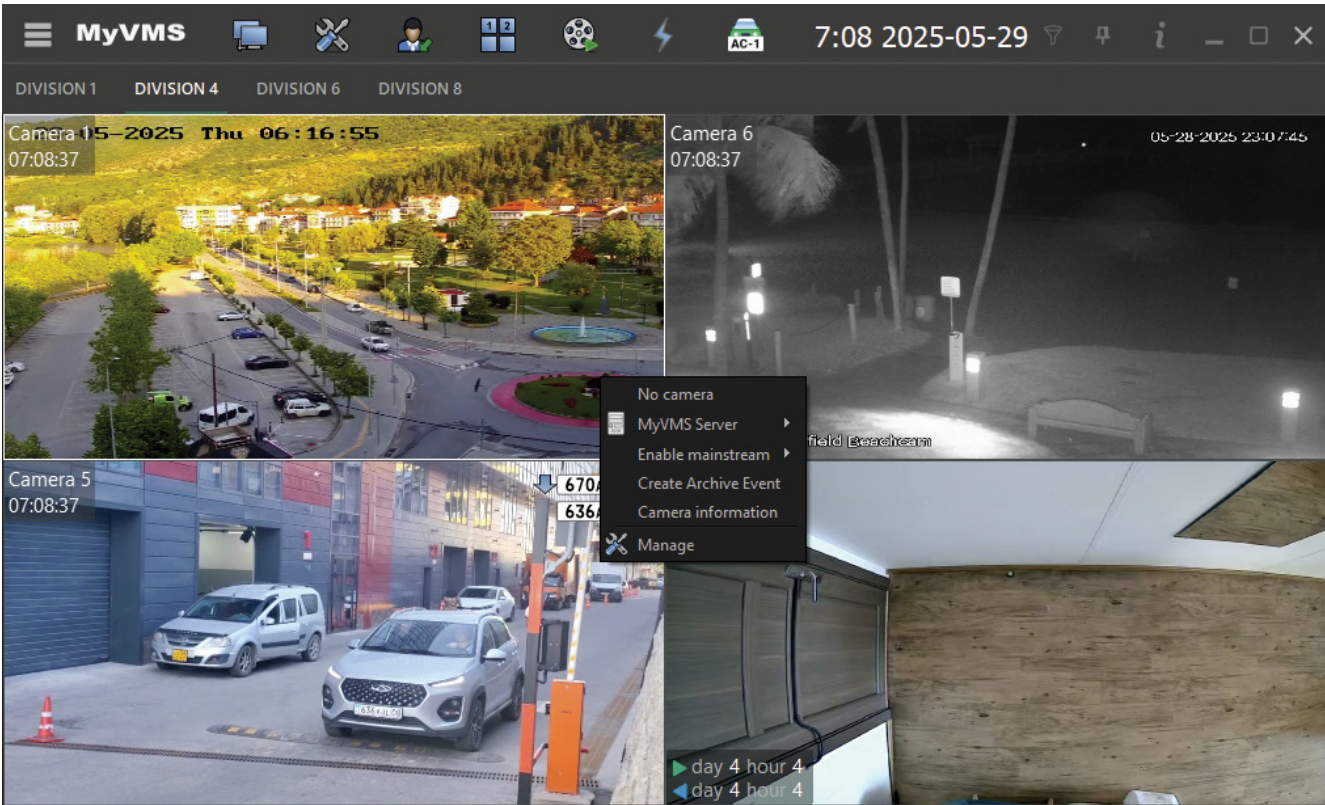 MyVMS
1 2
AC-1
7:08 2025-05-29
DIVISION 1
DIVISION 4
DIVISION 6
DIVISION 8
Camera 1
05-2025 Thu 06:16:55
07:08:37
Camera 6
05-28-2025 23:07:45
07:08:37
No camera
MyVMS Server
Enable mainstream
Create Archive Event
Camera information
Manage
field Beachcam
Camera 5
07:08:37
670
636
day 4 hour 4
day 4 hour 4